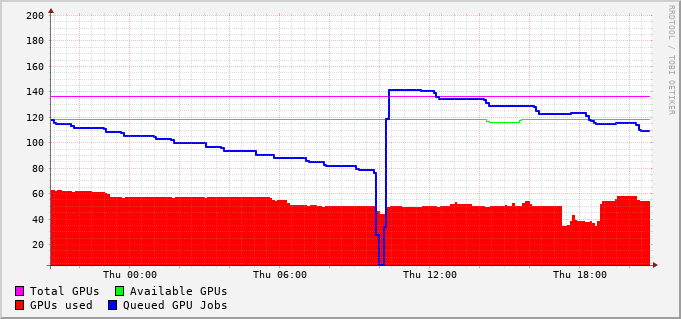 200
180
160
140
120
100
80
60
40
20
Thu 00:00 Thu 06:00 Thu 12:00 Thu 18:00
Total GPUs Available GPUs
GPUs used Queued GPU Jobs
RRDTOOL / TOBI OETIKER